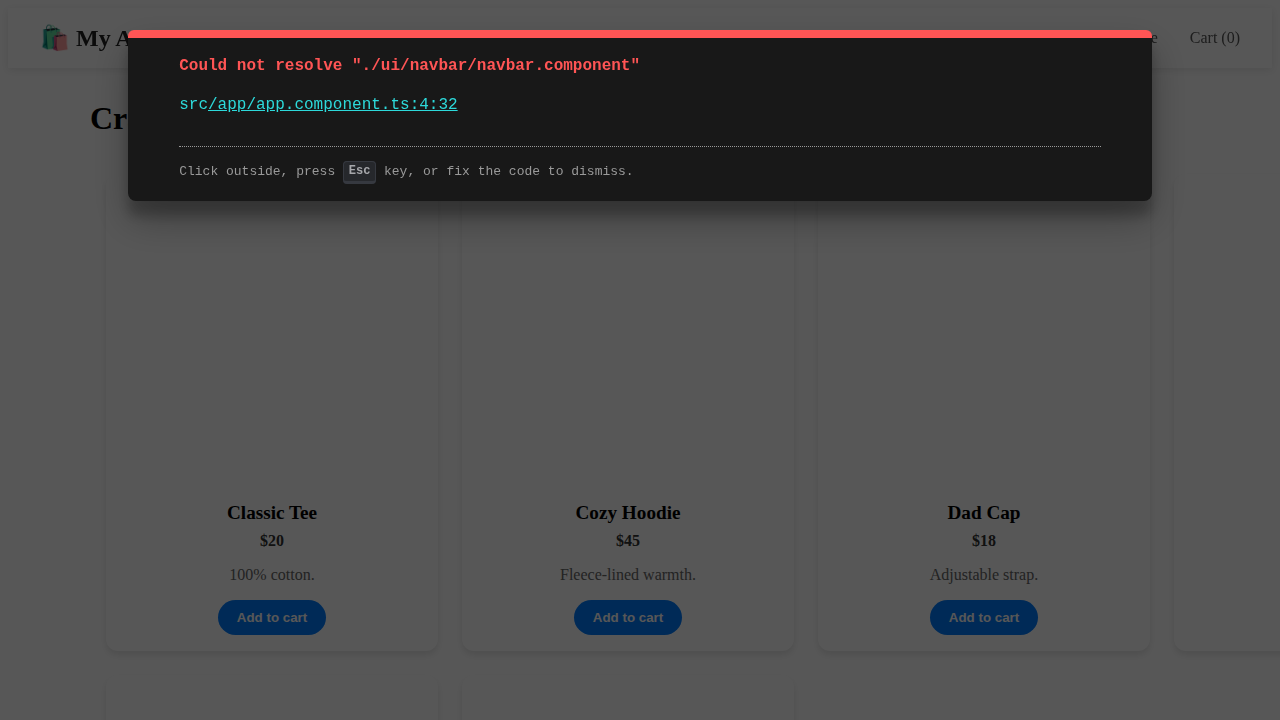 My A
e
Cart (0)
Could not resolve "./ui/navbar/navbar.component"
src/app/app.component.ts:4:32
Click outside, press Esc key, or fix the code to dismiss.
Cr
Classic Tee
$20
100% cotton.
Add to cart
Cozy Hoodie
$45
Fleece-lined warmth.
Add to cart
Dad Cap
$18
Adjustable strap.
Add to cart